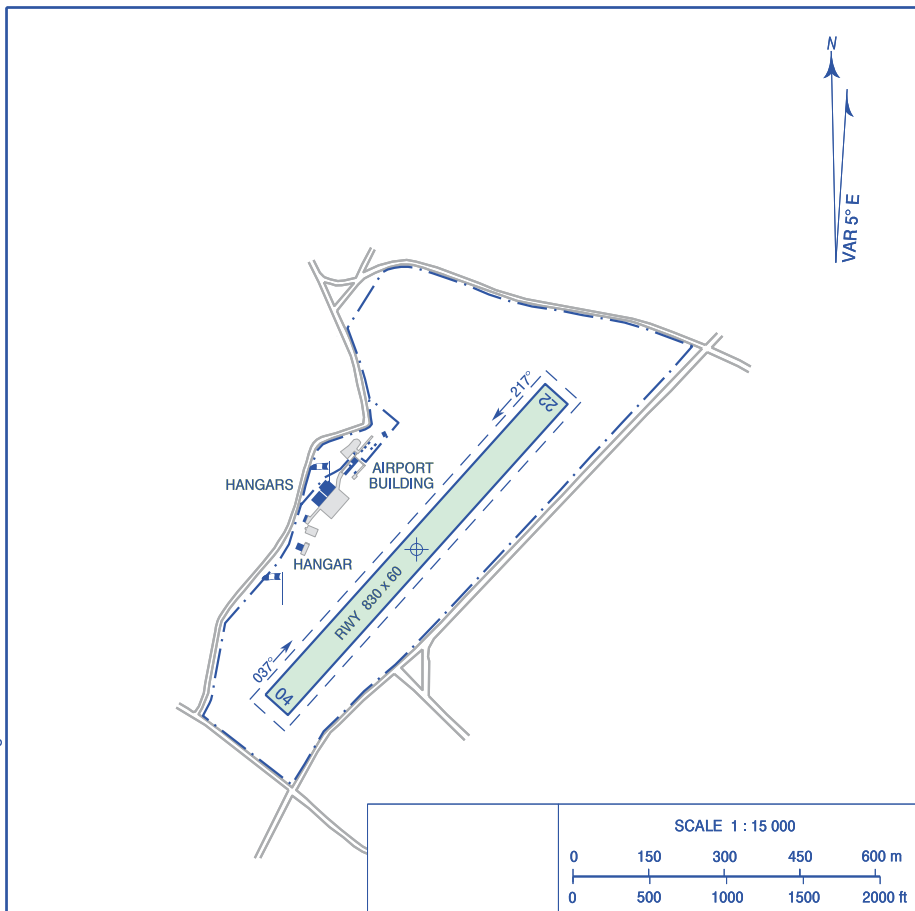 N
VAR 5° E
217°
22
AIRPORT
BUILDING
HANGARS
HANGAR
RWY 830 x 60
037°
04
SCALE 1 : 15 000
0 150 300 450 600 m
0 500 1000 1500 2000 ft